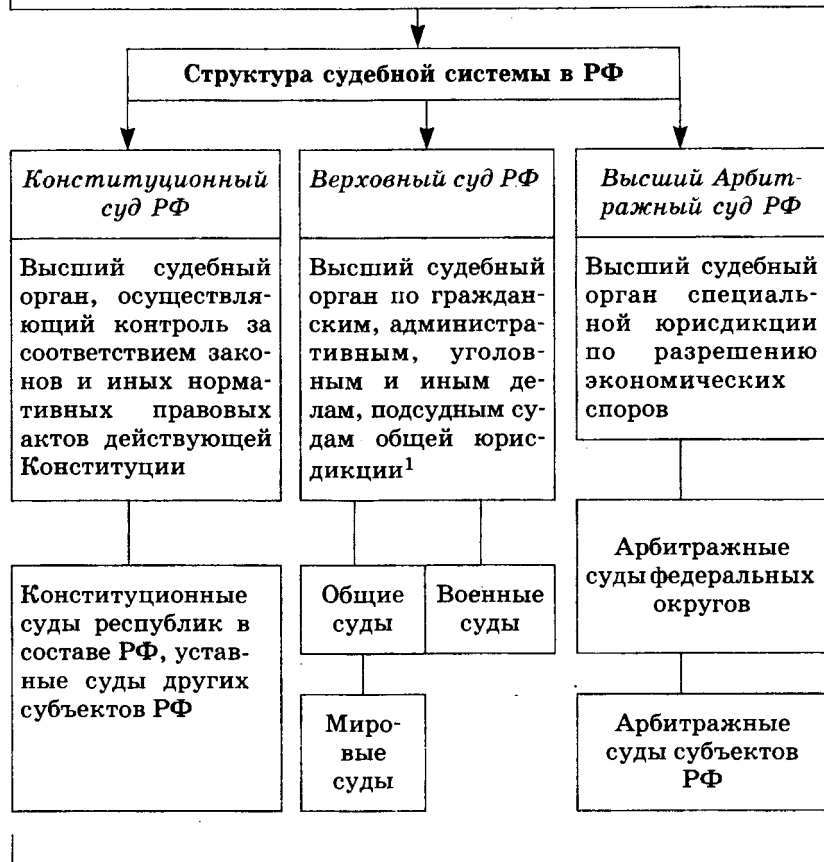 Структура судебной системы в РФ
Конституционный
суд РФ
Высший судебный
орган, осуществля-
ющий контроль за
соответствием зако-
нов и иных норма-
тивных правовых
актов действующей
Конституции
Конституционные
суды республик в
составе РФ, устав-
ные суды других
субъектов РФ
Верховный суд РФ
Высший судебный
орган по граждан-
ским, администра-
тивным, уголов-
ным и иным де-
лам, подсудным су-
дам общей юрис-
дикции¹
Общие
суды
Военные
суды
Миро-
вые
суды
Высший Арбит-
ражный суд РФ
Высший судебный
орган специаль-
ной юрисдикции
по разрешению
экономических
споров
Арбитражные
суды федеральных
округов
Арбитражные
суды субъектов
РФ